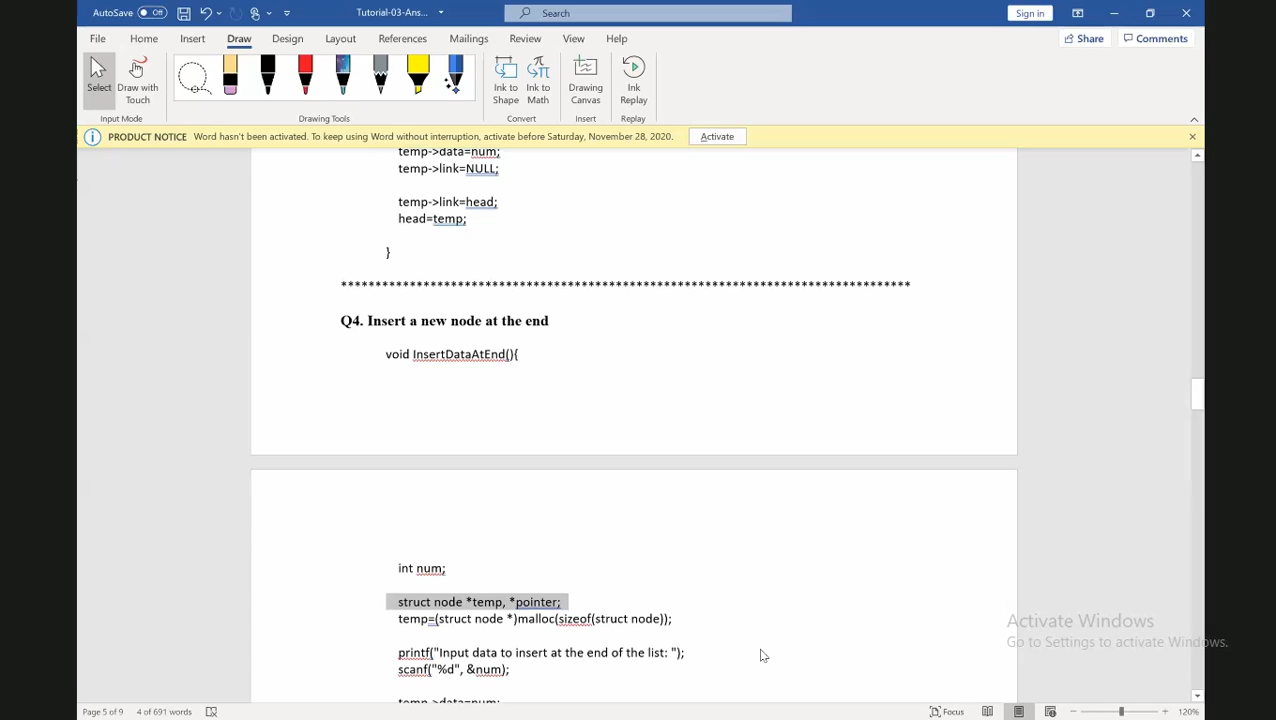 AutoSave Off Tutorial-03-Ans... Search Sign in
File Home Insert Draw Design Layout References Mailings Review View Help Share Comments
Select Draw with Touch Ink to Shape Ink to Math Drawing Canvas Ink Replay
Input Mode Drawing Tools Convert Insert Replay
PRODUCT NOTICE Word hasn't been activated. To keep using Word without interruption, activate before Saturday, November 28, 2020. Activate
temp->data=num;
temp->link=NULL;
temp->link=head;
head=temp;
}
***********************************************************************************
Q4. Insert a new node at the end
void InsertDataAtEnd(){
int num;
struct node *temp, *pointer;
temp=(struct node *)malloc(sizeof(struct node));
printf("Input data to insert at the end of the list: ");
scanf("%d", &num);
temp->data=num;
Activate Windows
Go to Settings to activate Windows.
Page 5 of 9 4 of 691 words Focus 120%